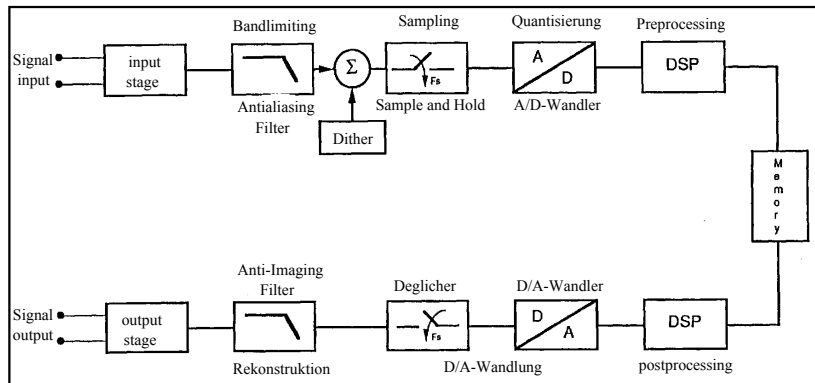 Bandlimiting
Sampling
Quantisierung
Preprocessing
Signal
input
input
stage
Σ
Fs
A
D
DSP
Antialiasing
Filter
Sample and Hold
A/D-Wandler
Dither
Memory
Anti-Imaging
Filter
Deglicher
D/A-Wandler
Signal
output
output
stage
Fs
D
A
DSP
Rekonstruktion
D/A-Wandlung
postprocessing